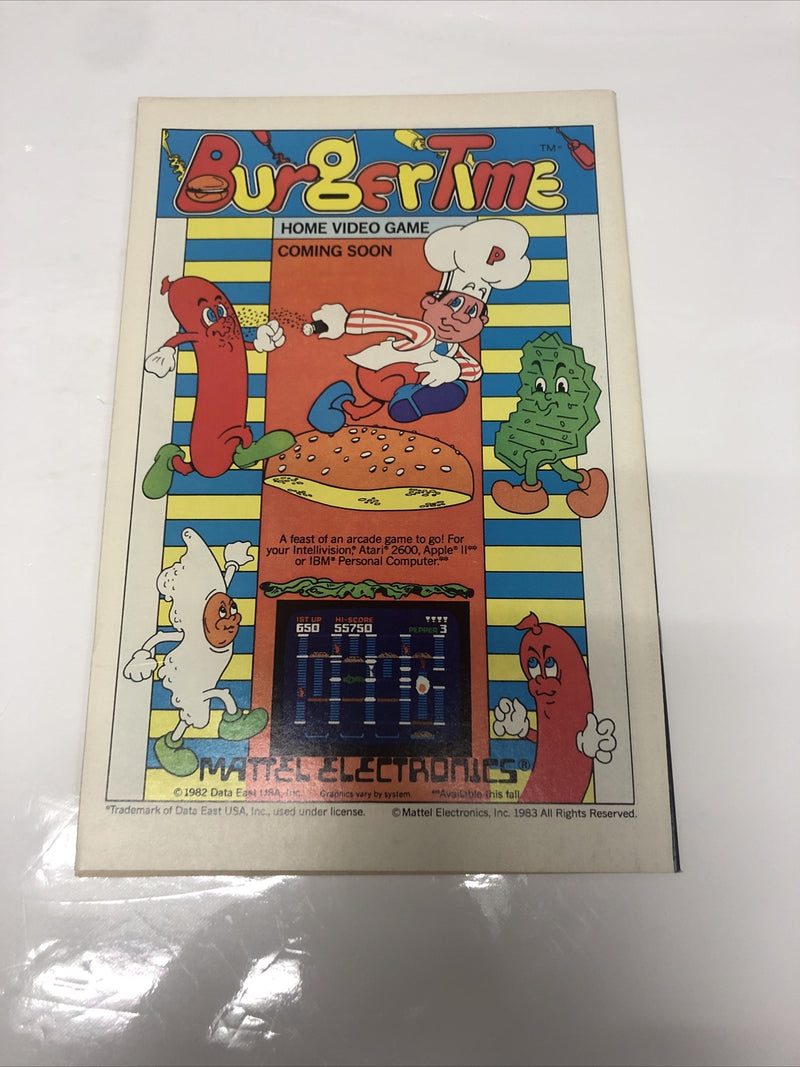 BurgerTime TM*
HOME VIDEO GAME
COMING SOON
P
A feast of an arcade game to go! For
your Intellivision,® Atari® 2600, Apple® II**
or IBM® Personal Computer.**
1ST UP HI-SCORE
650 55750 PEPPER 3
MATTEL ELECTRONICS®
© 1982 Data East USA, Inc. Graphics vary by system. **Available this fall
*Trademark of Data East USA, Inc., used under license. © Mattel Electronics, Inc. 1983 All Rights Reserved.